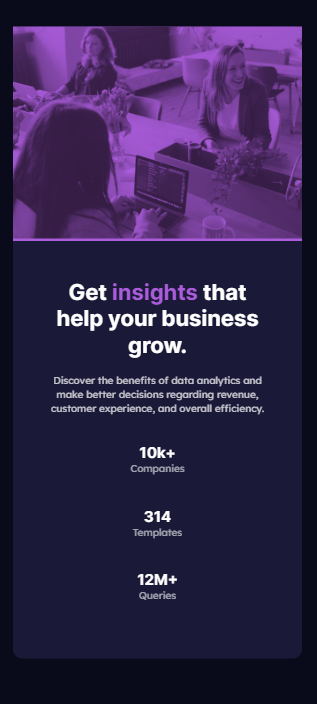 Get insights that
help your business
grow.
Discover the benefits of data analytics and
make better decisions regarding revenue,
customer experience, and overall efficiency.
10k+
Companies
314
Templates
12M+
Queries